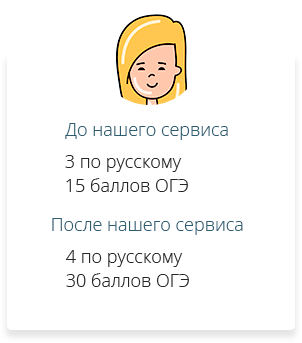 До нашего сервиса
3 по русскому
15 баллов ОГЭ
После нашего сервиса
4 по русскому
30 баллов ОГЭ